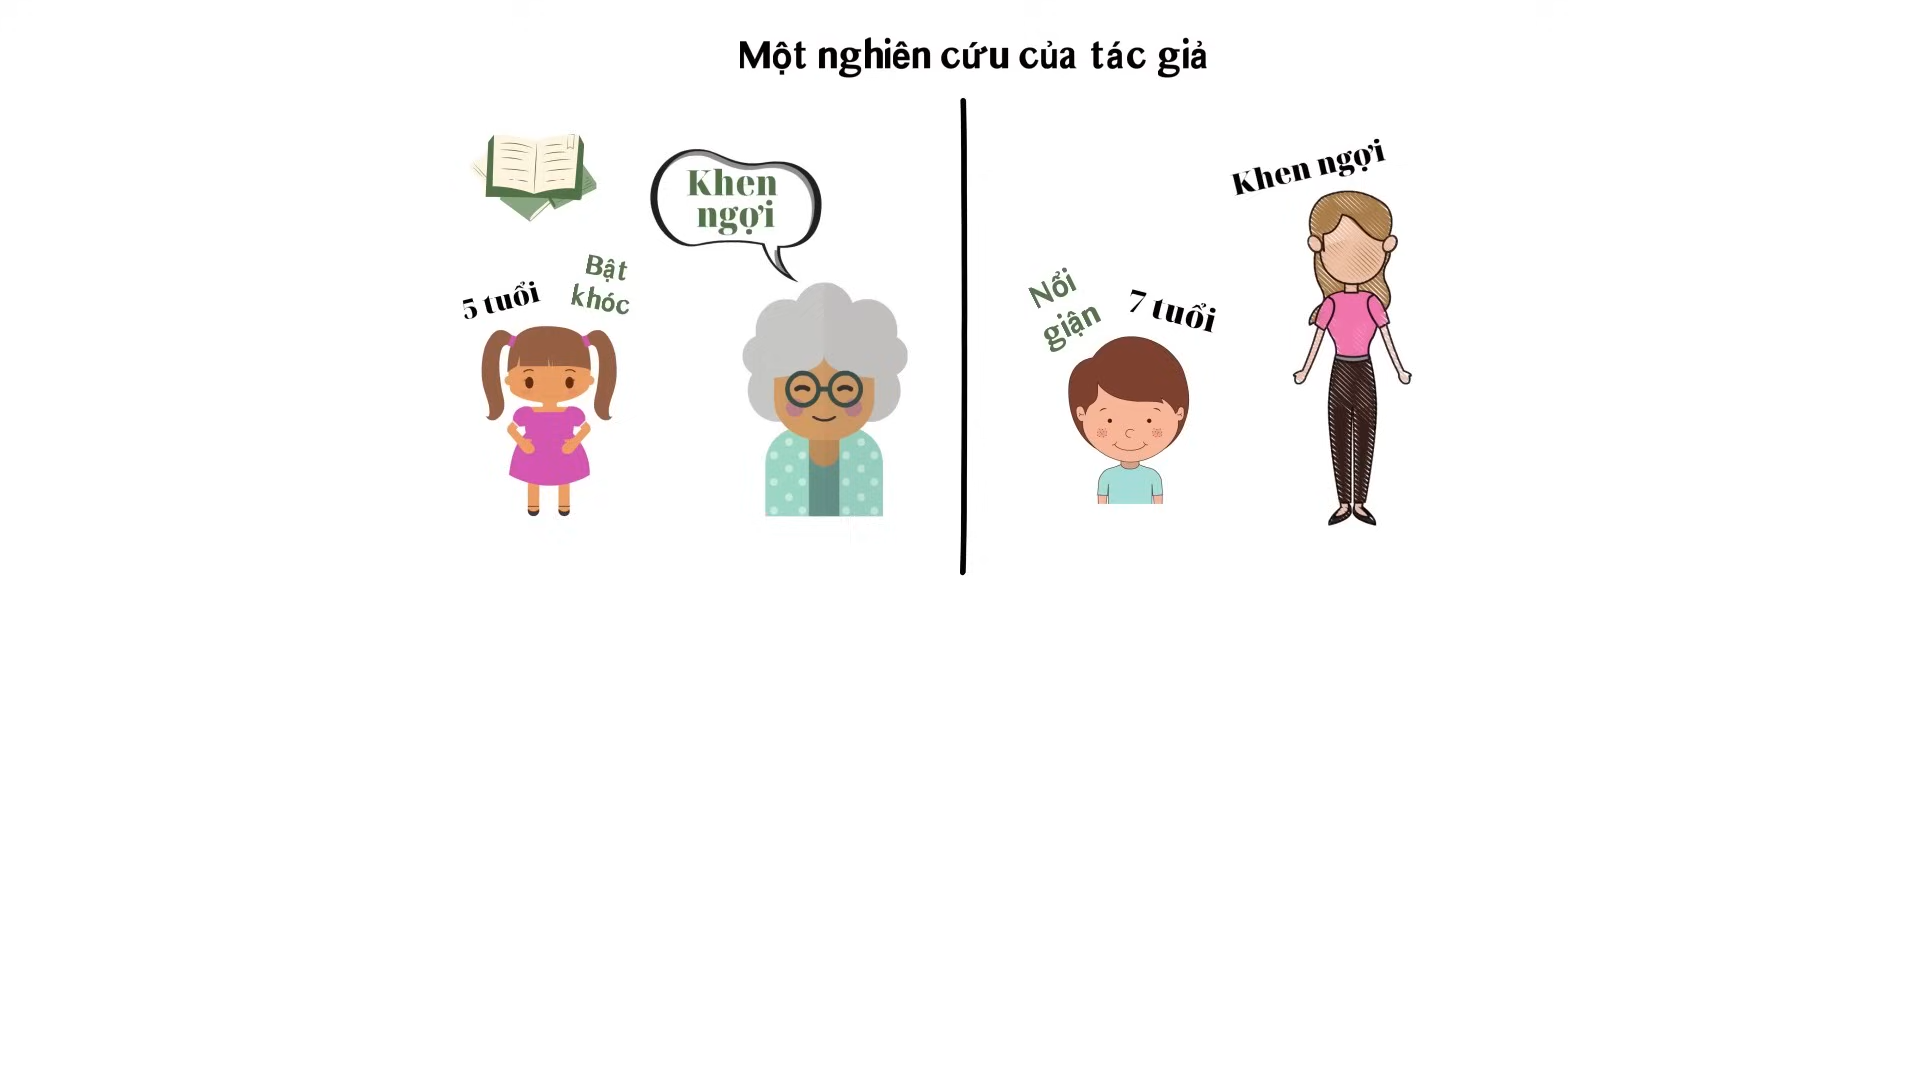 Một nghiên cứu của tác giả
Khen
ngợi
Bật
khóc
5 tuổi
Khen ngợi
Nổi
giận
7 tuổi